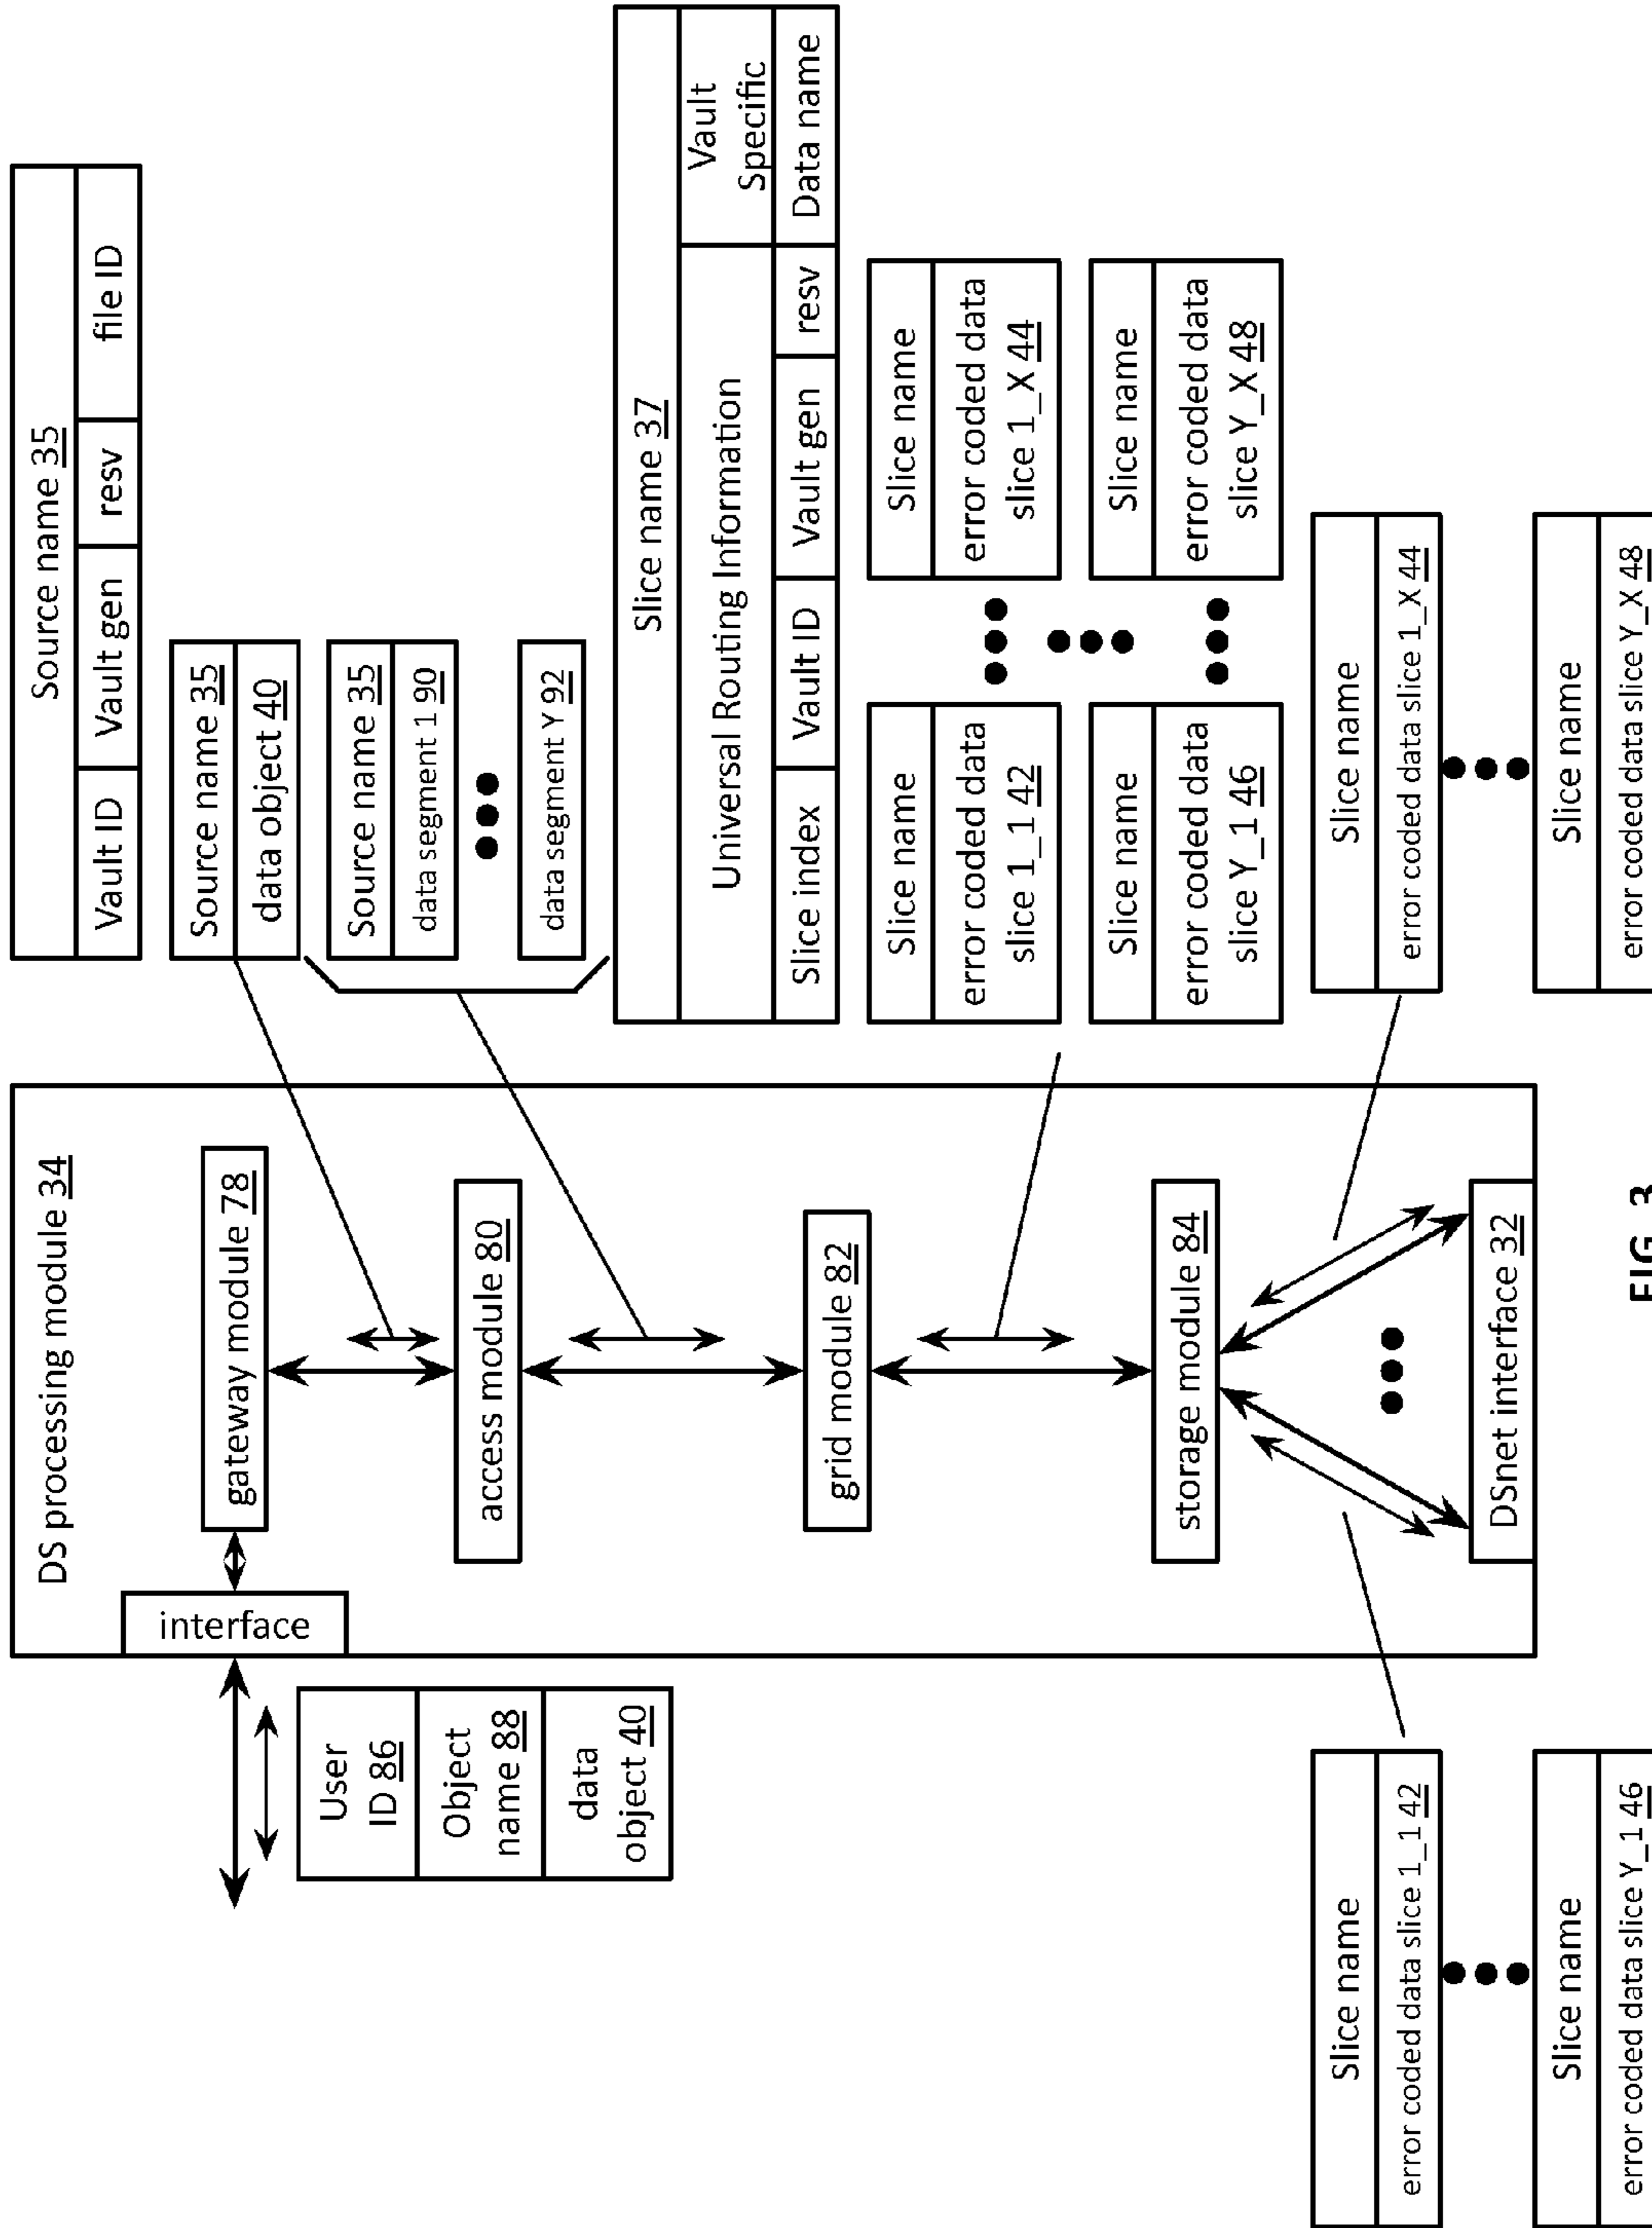 DS processing module 34
interface
gateway module 78
access module 80
grid module 82
storage module 84
DSnet interface 32
User
ID 86
Object
name 88
data
object 40
Source name 35
Vault ID
Vault gen
resv
file ID
Source name 35
data object 40
Source name 35
data segment 1 90
data segment Y 92
Slice name 37
Universal Routing Information
Vault
Specific
Slice index
Vault ID
Vault gen
resv
Data name
Slice name
error coded data
slice 1_1 42
Slice name
error coded data
slice 1_X 44
Slice name
error coded data
slice Y_1 46
Slice name
error coded data
slice Y_X 48
Slice name
error coded data slice 1_1 42
Slice name
error coded data slice Y_1 46
Slice name
error coded data slice 1_X 44
Slice name
error coded data slice Y_X 48
FIG. 3